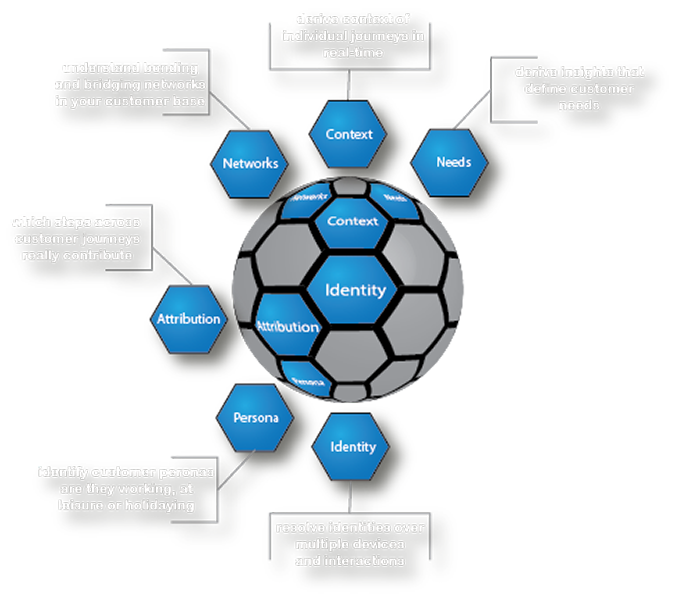 derive context of
individual journeys in
real-time
understand bonding
and bridging networks
in your customer base
derive insights that
define customer
needs
Context
Networks
Needs
Networks
Needs
Context
which steps across
customer journeys
really contribute
Identity
Attribution
Attribution
Persona
Persona
Identity
identify customer personas
are they working, at
leisure or holidaying
resolve identities over
multiple devices
and interactions